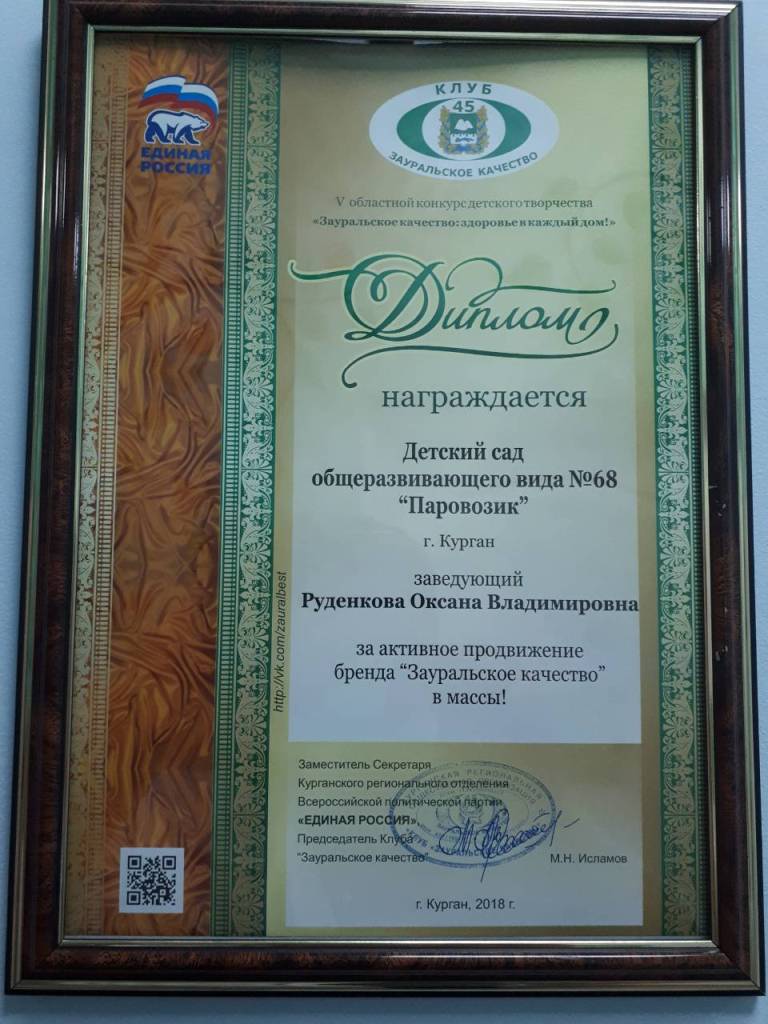 ЕДИНАЯ
РОССИЯ
КЛУБ
45
ЗАУРАЛЬСКОЕ КАЧЕСТВО
V областной конкурс детского творчества
«Зауральское качество: здоровье в каждый дом!»
Диплом
награждается
Детский сад
общеразвивающего вида №68
“Паровозик”
г. Курган
заведующий
Руденкова Оксана Владимировна
за активное продвижение
бренда “Зауральское качество”
в массы!
http://vk.com/zauralbest
Заместитель Секретаря
Курганского регионального отделения
Всероссийской политической партии
«ЕДИНАЯ РОССИЯ»,
Председатель Клуба
“Зауральское качество”
М.Н. Исламов
г. Курган, 2018 г.